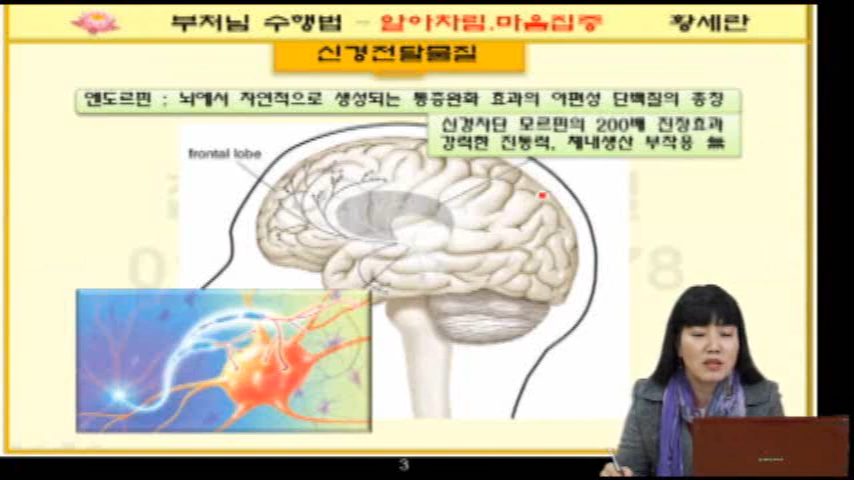 부처님 수행법 - 알아차림.마음집중 황세란
신경전달물질
엔도르핀 : 뇌에서 자연적으로 생성되는 통증완화 효과의 아편성 단백질의 총칭
신경차단 모르핀의 200배 진정효과
강력한 진통력, 체내생산 부작용 無
frontal lobe
3